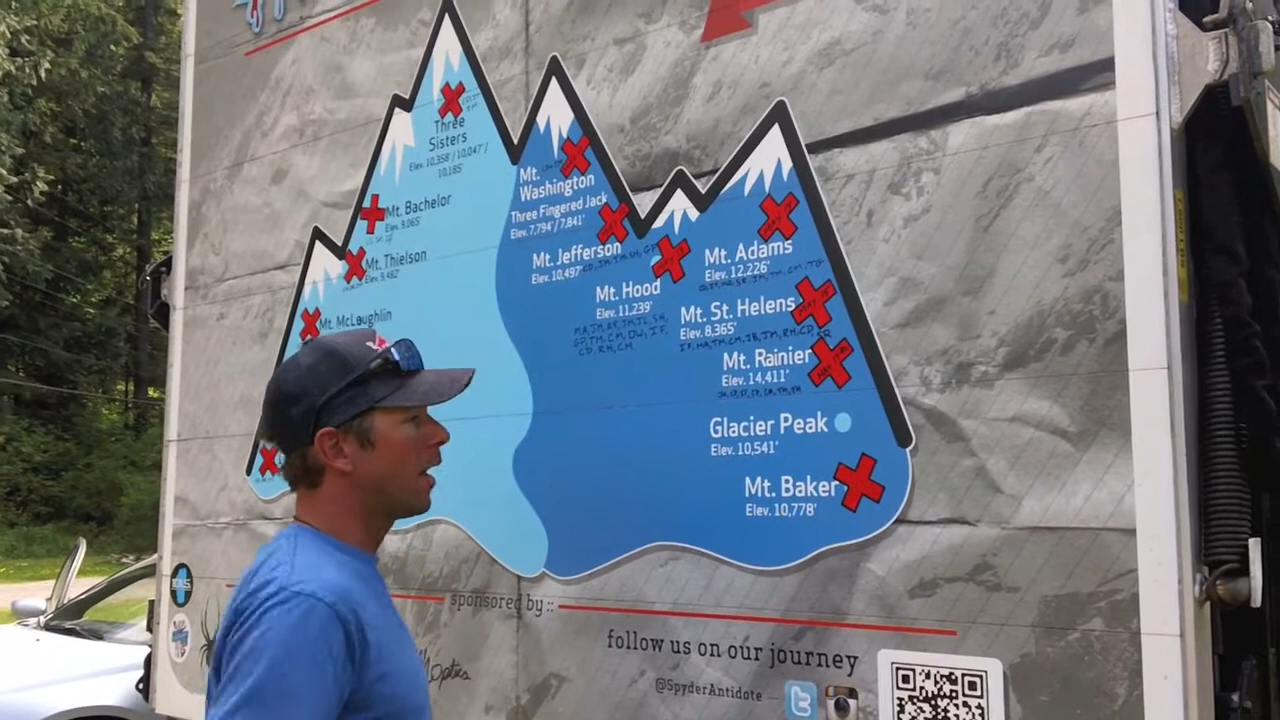 Three
Sisters
Elev. 10,358' / 10,047' /
10,185'
Mt. Bachelor
Elev. 9,065'
Mt. Thielson
Elev. 9,182'
Mt. McLoughlin
Mt.
Washington
Three Fingered Jack
Elev. 7,794' / 7,841'
Mt. Jefferson
Elev. 10,497'
Mt. Hood
Elev. 11,239'
Mt. Adams
Elev. 12,226'
Mt. St. Helens
Elev. 8,365'
Mt. Rainier
Elev. 14,411'
Glacier Peak
Elev. 10,541'
Mt. Baker
Elev. 10,778'
sponsored by ::
follow us on our journey
@SpyderAntidote
Optics